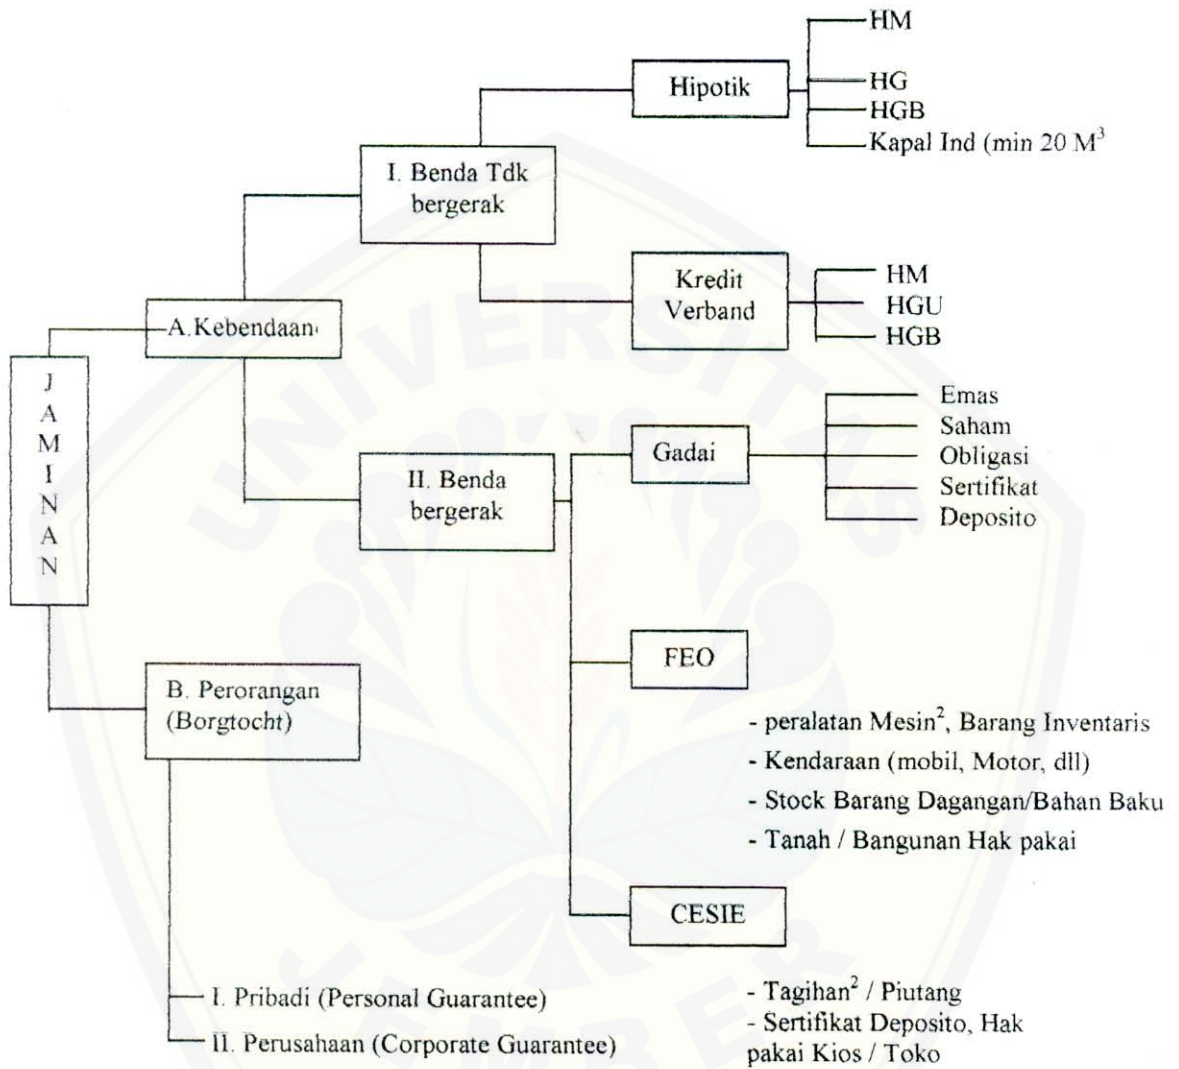 HM
Hipotik
HG
HGB
Kapal Ind (min 20 M³
I. Benda Tdk
bergerak
Kredit
Verband
HM
HGU
HGB
A.Kebendaan
J
A
M
I
N
A
N
Emas
Saham
Obligasi
Sertifikat
Deposito
Gadai
II. Benda
bergerak
FEO
- peralatan Mesin², Barang Inventaris
- Kendaraan (mobil, Motor, dll)
- Stock Barang Dagangan/Bahan Baku
- Tanah / Bangunan Hak pakai
B. Perorangan
(Borgtocht)
CESIE
I. Pribadi (Personal Guarantee)
II. Perusahaan (Corporate Guarantee)
- Tagihan² / Piutang
- Sertifikat Deposito, Hak
pakai Kios / Toko
UNIVERSITAS
JEMBER